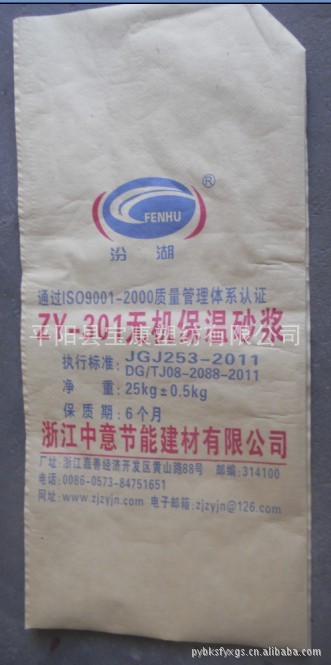 FENHU
®
汾 湖
通过ISO9001-2000质量管理体系认证
ZY-301无机保温砂浆
平阳县宝康塑纺有限公司
执行标准：JGJ253-2011
DG/TJ08-2088-2011
净 重：25kg±0.5kg
保 质 期：6个月
浙江中意节能建材有限公司
厂址：浙江嘉善经济开发区黄山路88号 邮编：314100
电话：0086-0573-84751651
网址：www.zjzyjn.com 电子邮箱：zjzyjn@126.com
pybksfyxgs.cn.alibaba.com